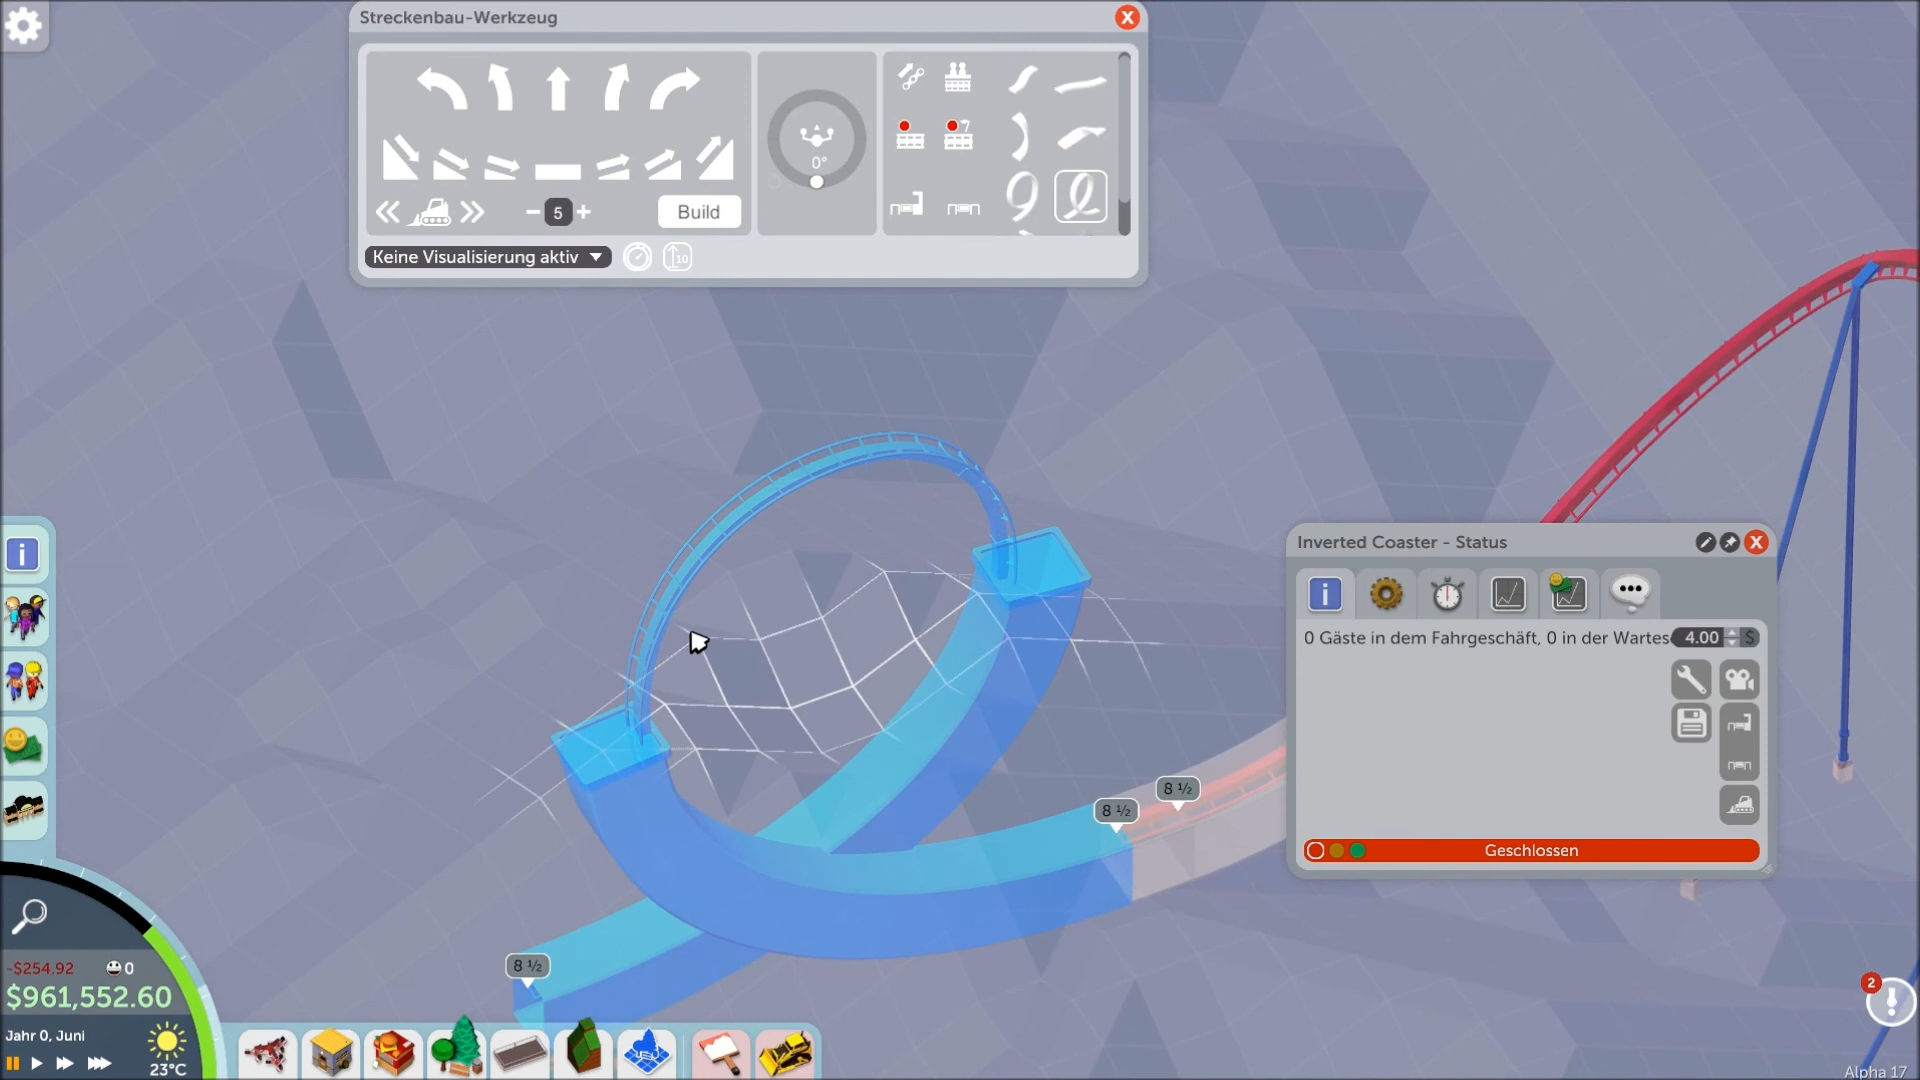 Streckenbau-Werkzeug
X
0°
5
Build
Keine Visualisierung aktiv
10
8 ½
8 ½
8 ½
Inverted Coaster - Status
X
0 Gäste in dem Fahrgeschäft, 0 in der Wartes
4.00 $
Geschlossen
-$254.92
0
$961,552.60
Jahr 0, Juni
23°C
2
Alpha 17